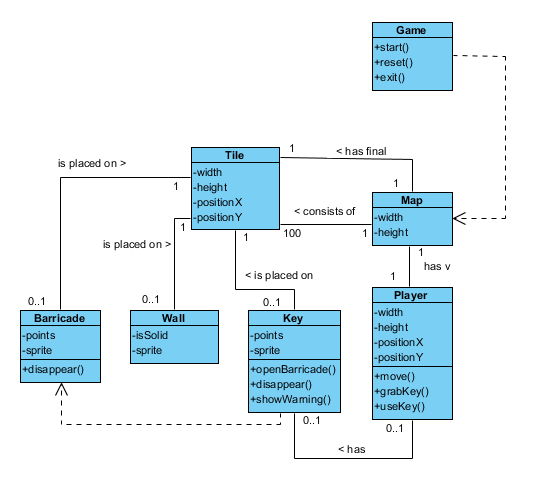 Game
+start()
+reset()
+exit()
1
< has final
is placed on >
Tile
-width
-height
-positionX
-positionY
1
1
< consists of
Map
-width
-height
1
100
1
1
is placed on >
1
has v
< is placed on
1
0..1
0..1
0..1
Player
-width
-height
-positionX
-positionY
+move()
+grabKey()
+useKey()
Barricade
-points
-sprite
+disappear()
Wall
-isSolid
-sprite
Key
-points
-sprite
+openBarricade()
+disappear()
+showWarning()
0..1
0..1
< has